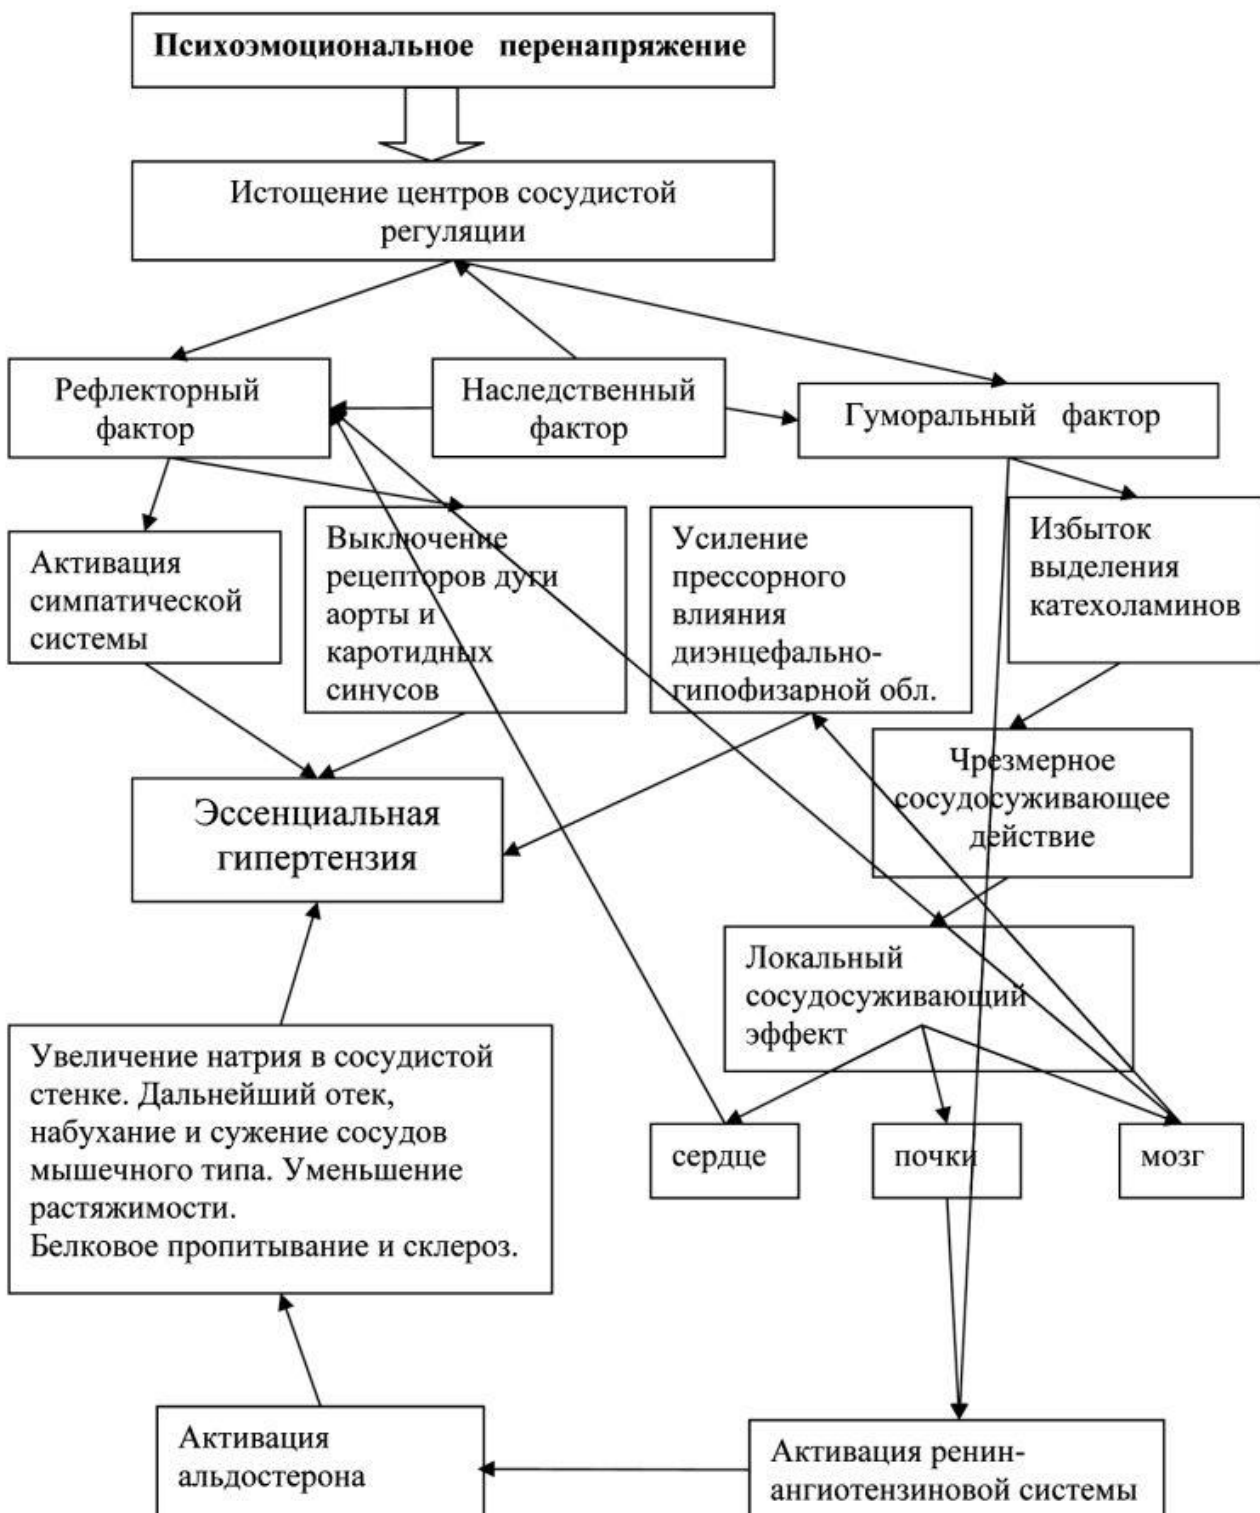 Психоэмоциональное перенапряжение
Истощение центров сосудистой
регуляции
Рефлекторный
фактор
Наследственный
фактор
Гуморальный фактор
Активация
симпатической
системы
Выключение
рецепторов дуги
аорты и
каротидных
синусов
Усиление
прессорного
влияния
диэнцефально-
гипофизарной обл.
Избыток
выделения
катехоламинов
Чрезмерное
сосудосуживающее
действие
Эссенциальная
гипертензия
Локальный
сосудосуживающий
эффект
Увеличение натрия в сосудистой
стенке. Дальнейший отек,
набухание и сужение сосудов
мышечного типа. Уменьшение
растяжимости.
Белковое пропитывание и склероз.
сердце
почки
мозг
Активация
альдостерона
Активация ренин-
ангиотензиновой системы